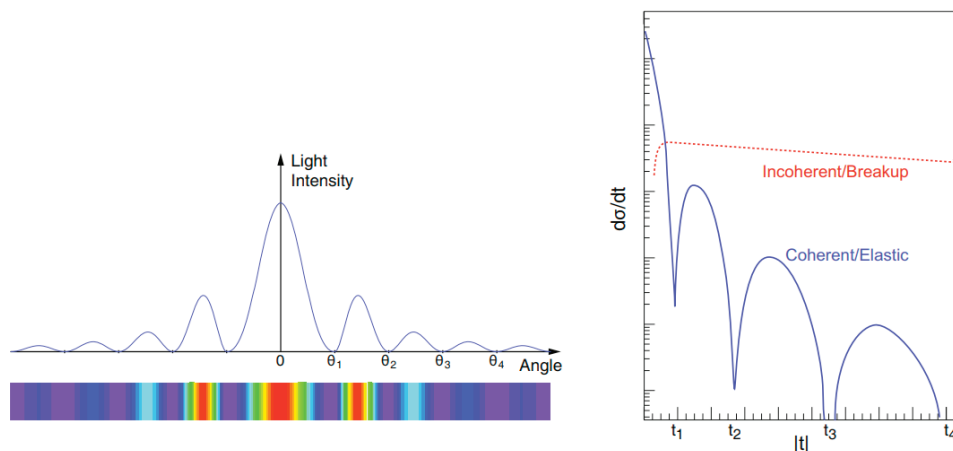 Light
Intensity
0 θ1 θ2 θ3 θ4 Angle
dσ/dt
Incoherent/Breakup
Coherent/Elastic
t1 t2 t3 t4
|t|